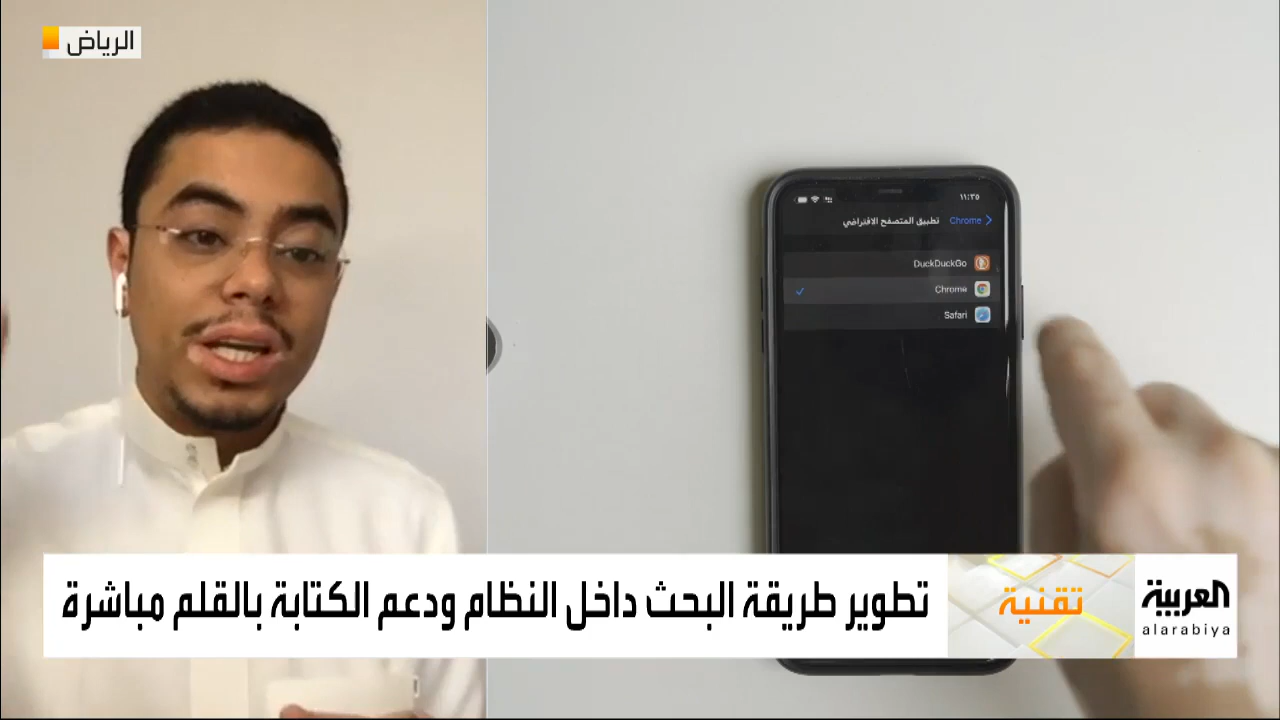 الرياض
١١:٣٥
Chrome
تطبيق المتصفح الافتراضي
DuckDuckGo
Chrome
Safari
العربية
alarabiya
تقنية
تطوير طريقة البحث داخل النظام ودعم الكتابة بالقلم مباشرة